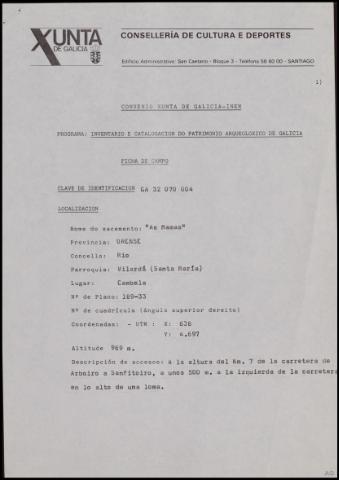 XUNTA
DE GALICIA
CONSELLERÍA DE CULTURA E DEPORTES
Edificio Administrativo: San Caetano - Bloque 3 - Teléfono 56 60 00 - SANTIAGO
1)
CONVENIO XUNTA DE GALICIA-INEM
PROGRAMA: INVENTARIO E CATALOGACION DO PATRIMONIO ARQUEOLOXICO DE GALICIA
FICHA DE CAMPO
CLAVE DE IDENTIFICACION GA 32 070 004
LOCALIZACION
Nome do xacemento: "As Mamas"
Provincia: ORENSE
Concello: Rio
Parroquia: Vilardá (Santa María)
Lugar: Cambela
Nº de Plano: 189-33
Nº de cuadrícula (ángulo superior dereito)
Coordenadas: - UTM : X: 628
Y: 4.697
Altitude 969 m.
Descripción de accesos: á la altura del Km. 7 de la carretera de
Arboiro a Sanfiteiro, a unos 500 m. a la izquierda de la carretera
en lo alto de una loma.